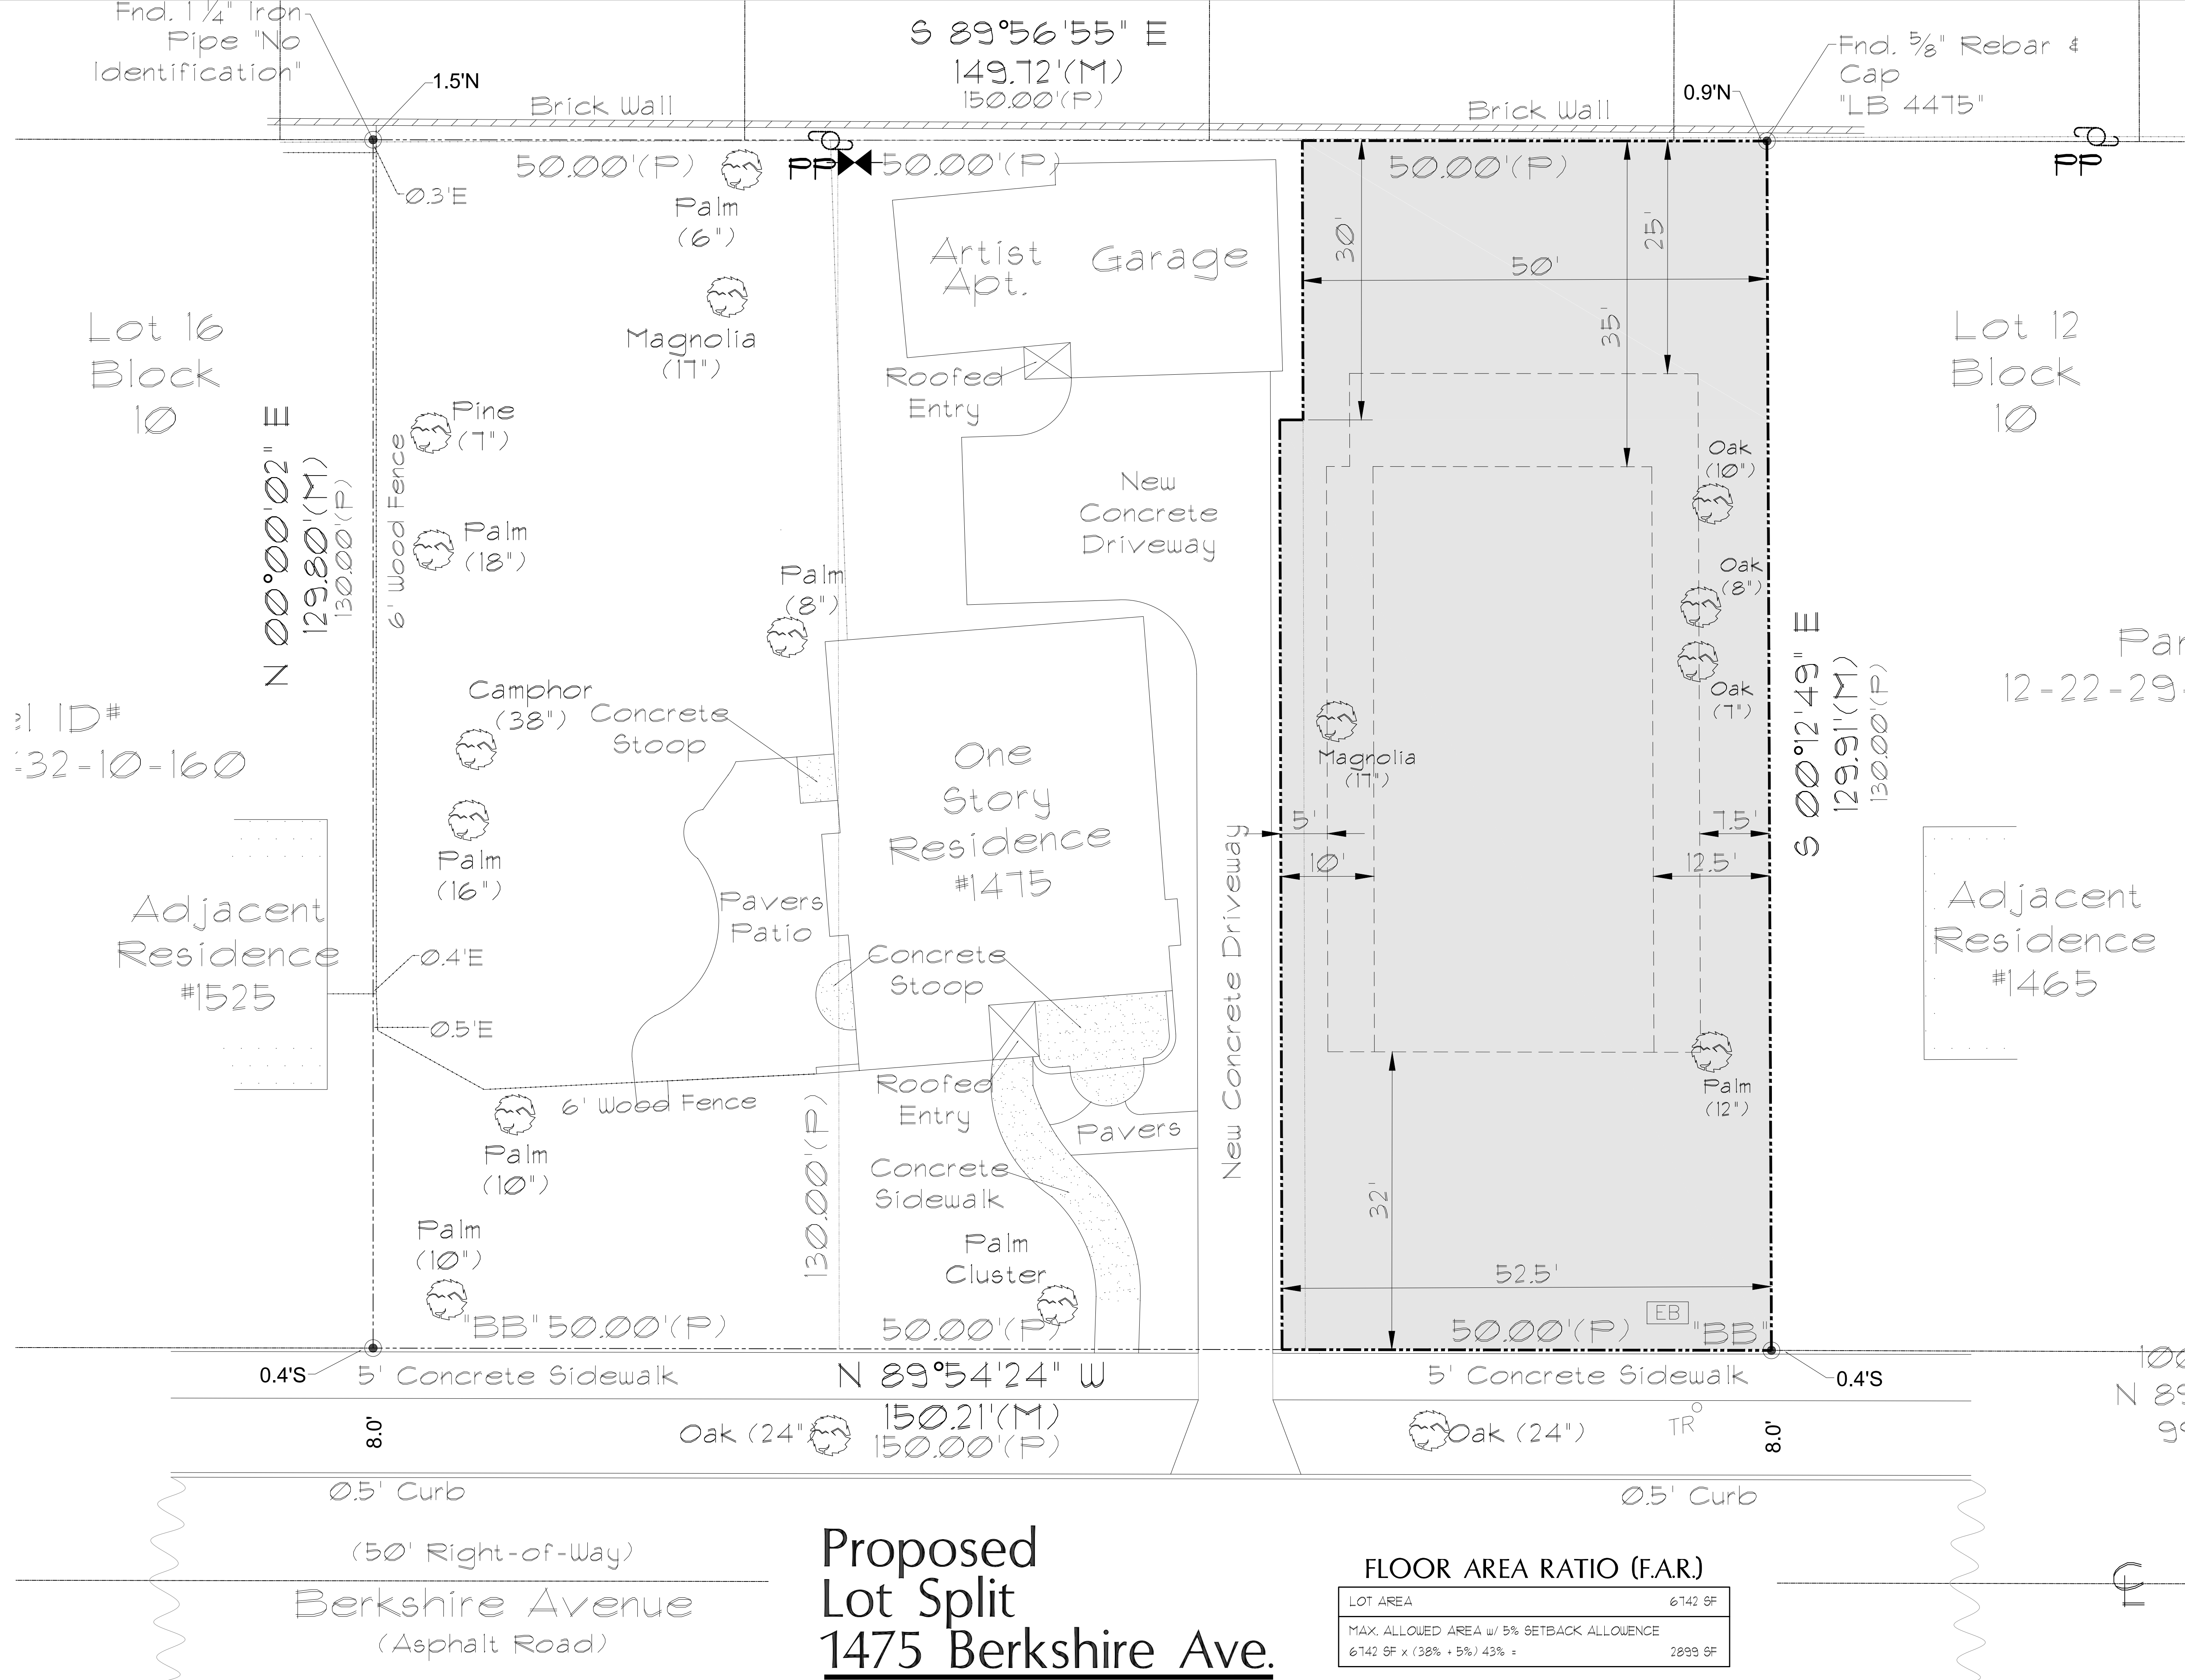 Fnd. 1 1/4" Iron
Pipe "No
Identification"
1.5'N
S 89°56'55" E
149.72'(M)
150.00'(P)
Brick Wall
Brick Wall
0.9'N
Fnd. 5/8" Rebar &
Cap
"LB 4475"
50.00'(P)
PP
50.00'(P)
50.00'(P)
PP
0.3'E
Palm
(6")
Artist
Apt.
Garage
30'
25'
50'
35'
Lot 16
Block
10
Magnolia
(17")
Roofed
Entry
Lot 12
Block
10
Pine
(7")
N 00°00'02" E
129.80'(M)
130.00'(P)
6' Wood Fence
Palm
(18")
New
Concrete
Driveway
Oak
(10")
Palm
(8")
Oak
(8")
S 00°12'49" E
129.91'(M)
130.00'(P)
Par
12-22-29-
Camphor
(38")
Concrete
Stoop
Oak
(7")
el ID#
-32-10-160
One
Story
Residence
#1475
Magnolia
(17")
5'
7.5'
10'
12.5'
Palm
(16")
Pavers
Patio
New Concrete Driveway
Adjacent
Residence
#1525
Adjacent
Residence
#1465
0.4'E
Concrete
Stoop
0.5'E
6' Wood Fence
Roofed
Entry
Pavers
Palm
(12")
Palm
(10")
130.00'(P)
Concrete
Sidewalk
32'
Palm
(10")
Palm
Cluster
52.5'
EB
"BB" 50.00'(P)
50.00'(P)
50.00'(P)
"BB"
0.4'S
5' Concrete Sidewalk
N 89°54'24" W
150.21'(M)
150.00'(P)
5' Concrete Sidewalk
0.4'S
100
N 89
99
8.0'
Oak (24")
Oak (24")
TR
8.0'
0.5' Curb
0.5' Curb
(50' Right-of-Way)
Berkshire Avenue
(Asphalt Road)
Proposed
Lot Split
1475 Berkshire Ave.
FLOOR AREA RATIO (F.A.R.)
LOT AREA 6742 SF
MAX. ALLOWED AREA w/ 5% SETBACK ALLOWENCE
6742 SF x (38% + 5%) 43% = 2899 SF